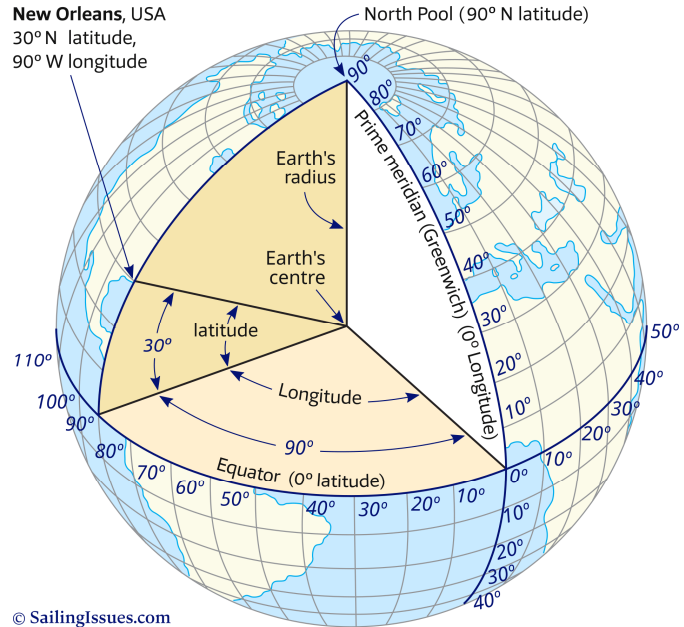 New Orleans, USA
30º N latitude,
90º W longitude
North Pool (90º N latitude)
90º
80º
70º
60º
50º
40º
30º
20º
10º
Prime meridian (Greenwich) (0º Longitude)
Earth's
radius
Earth's
centre
latitude
30º
Longitude
90º
Equator (0º latitude)
110º
100º
90º
80º
70º
60º
50º
40º
30º
20º
10º
0º
10º
20º
30º
40º
50º
10º
20º
30º
40º
© SailingIssues.com